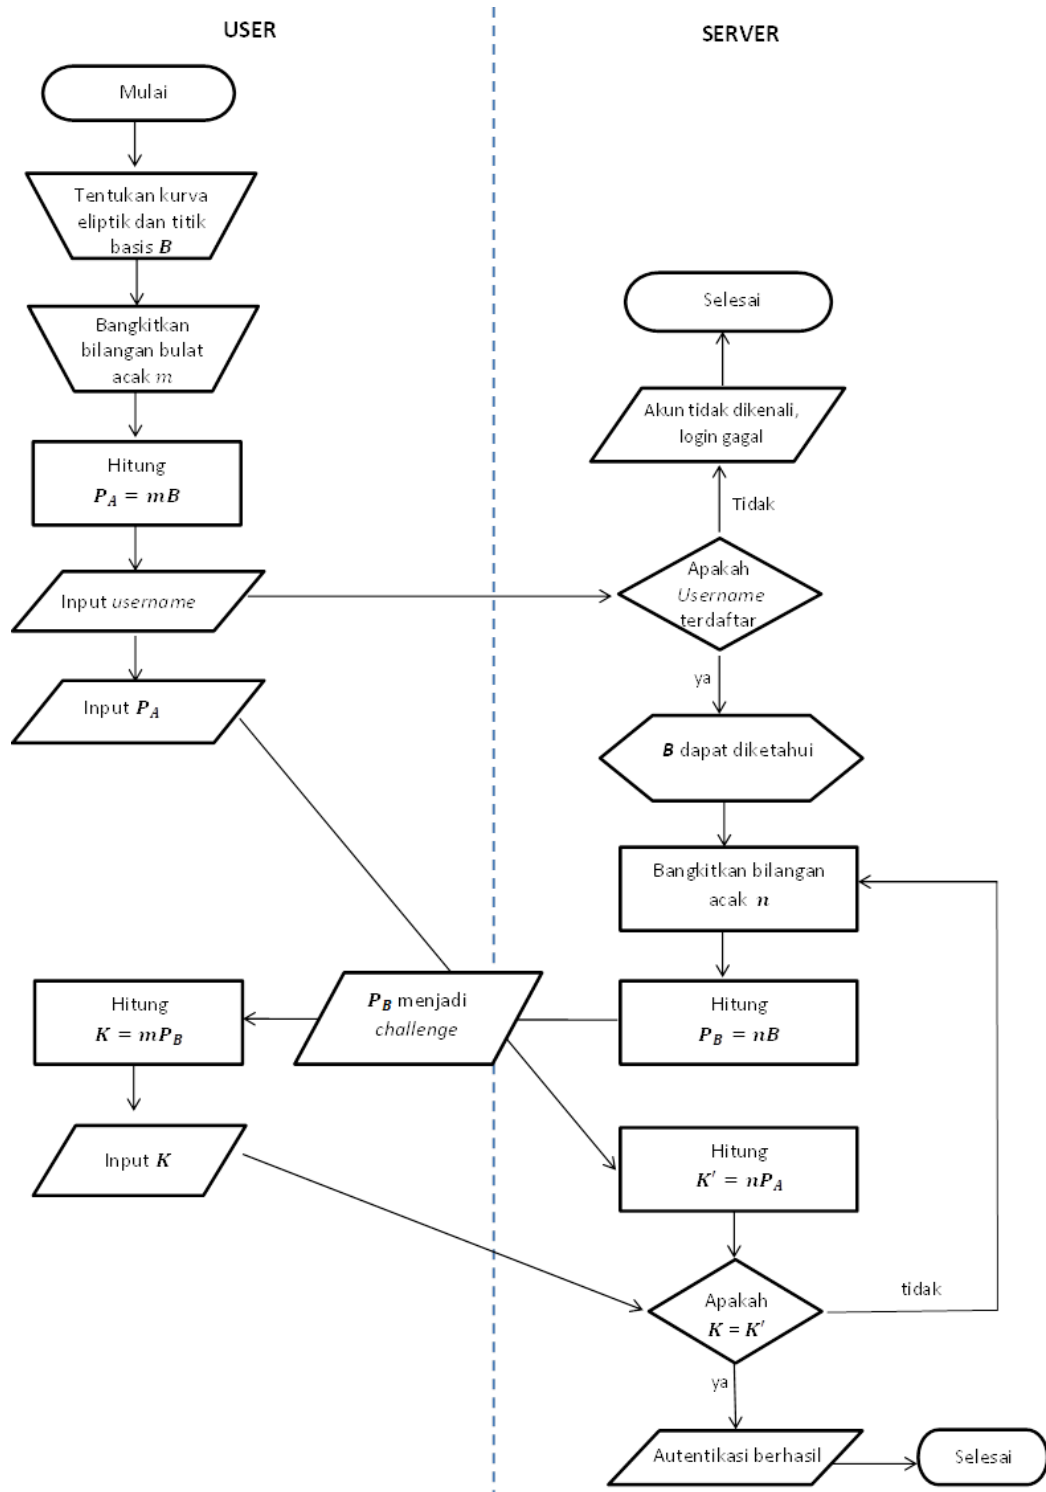 USER
SERVER
Mulai
Tentukan kurva
eliptik dan titik
basis B
Bangkitkan
bilangan bulat
acak m
Hitung
P_A = mB
Input username
Input P_A
Selesai
Akun tidak dikenali,
login gagal
Tidak
Apakah
Username
terdaftar
ya
B dapat diketahui
Bangkitkan bilangan
acak n
Hitung
P_B = nB
P_B menjadi
challenge
Hitung
K = mP_B
Input K
Hitung
K' = nP_A
Apakah
K = K'
tidak
ya
Autentikasi berhasil
Selesai